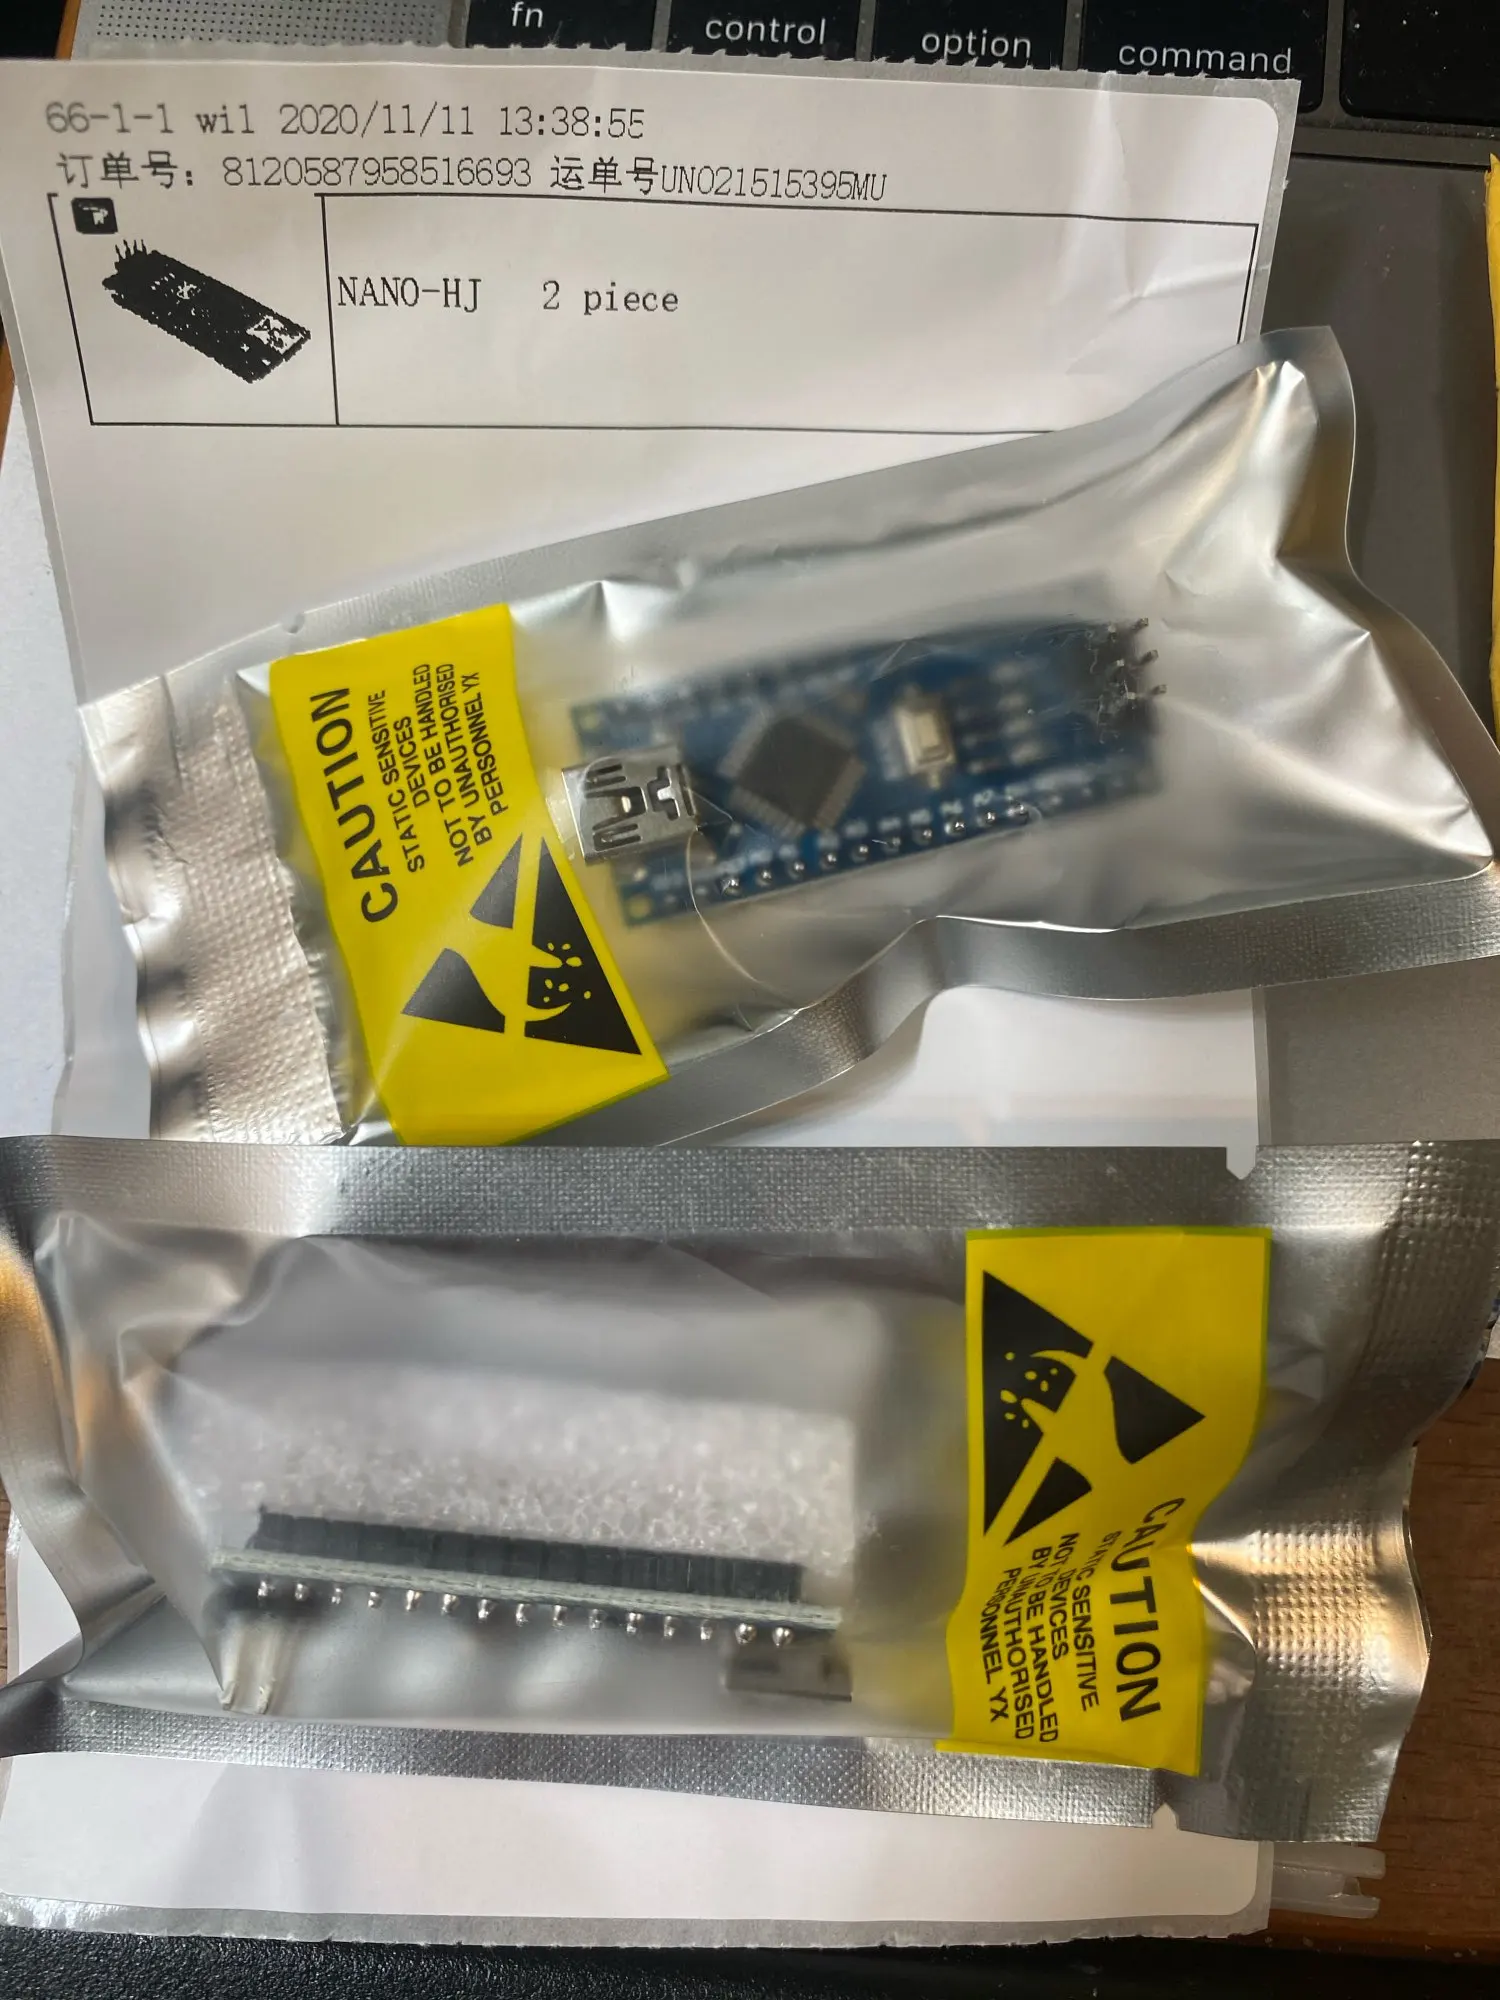 fn control option command
66-1-1 wil 2020/11/11 13:38:55
订单号: 8120587958516693 运单号UNO21515395MU
NANO-HJ 2 piece
CAUTION
STATIC SENSITIVE
DEVICES
NOT TO BE HANDLED
BY UNAUTHORISED
PERSONNEL YX
CAUTION
STATIC SENSITIVE
DEVICES
NOT TO BE HANDLED
BY UNAUTHORISED
PERSONNEL YX